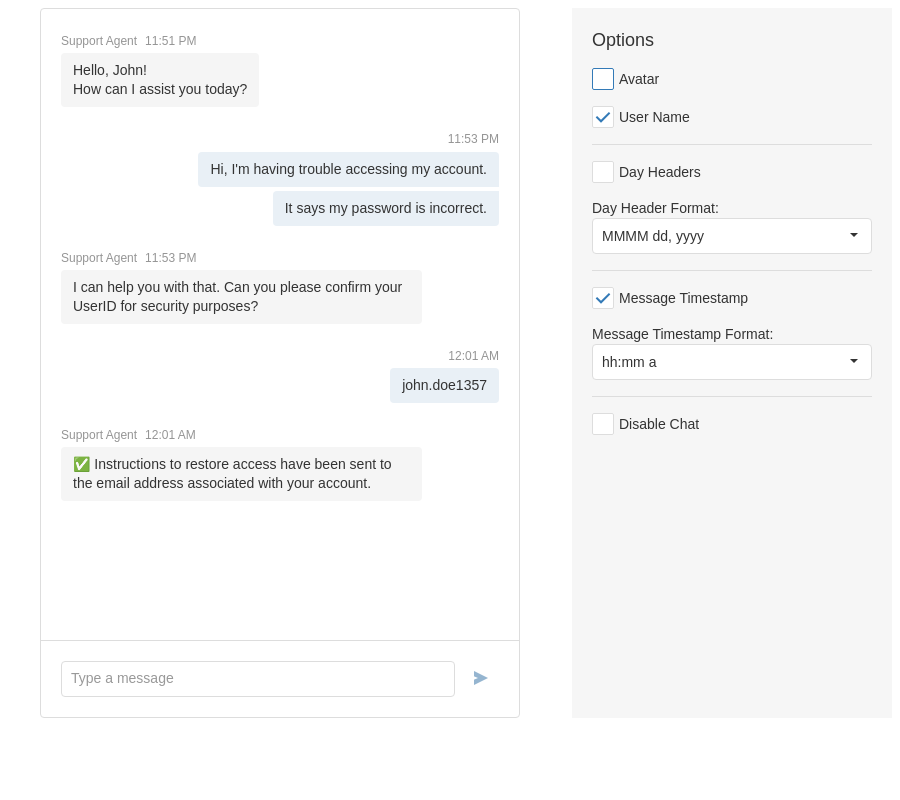 Support Agent 11:51 PM
Hello, John!
How can I assist you today?
11:53 PM
Hi, I'm having trouble accessing my account.
It says my password is incorrect.
Support Agent 11:53 PM
I can help you with that. Can you please confirm your
UserID for security purposes?
12:01 AM
john.doe1357
Support Agent 12:01 AM
✅ Instructions to restore access have been sent to
the email address associated with your account.
Type a message
Options
Avatar
User Name
Day Headers
Day Header Format:
MMMM dd, yyyy
Message Timestamp
Message Timestamp Format:
hh:mm a
Disable Chat